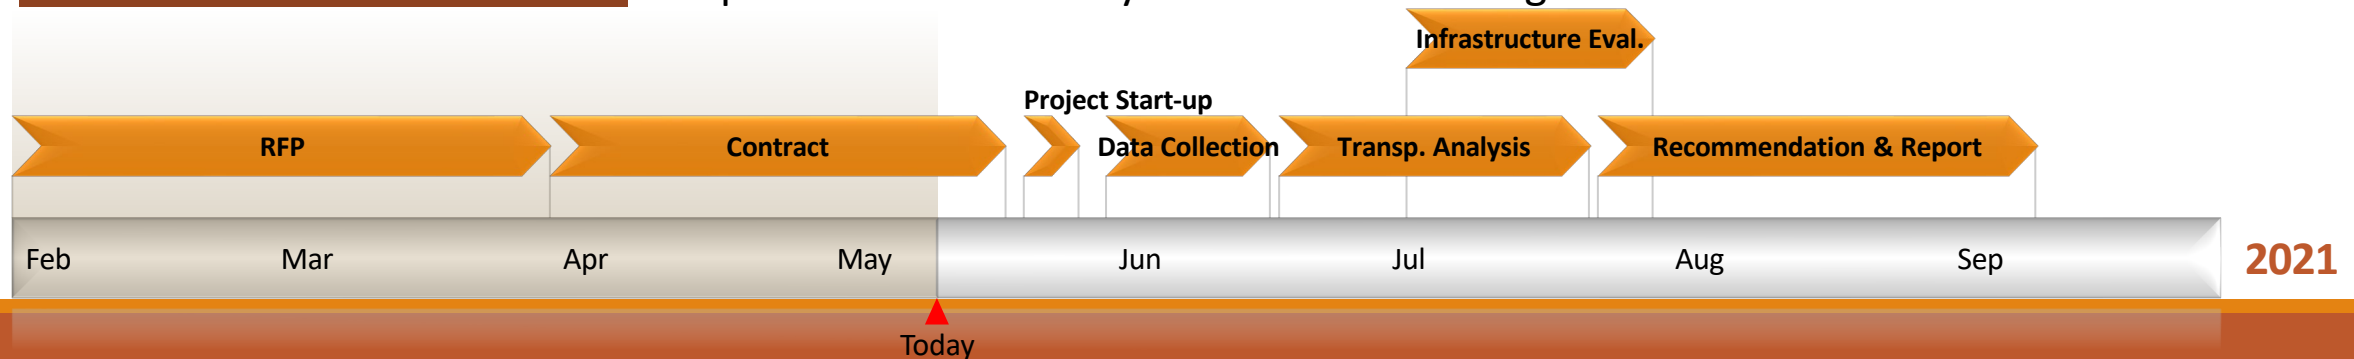 Infrastructure Eval.
Project Start-up
RFP
Contract
Data Collection
Transp. Analysis
Recommendation & Report
Feb
Mar
Apr
May
Jun
Jul
Aug
Sep
2021
Today